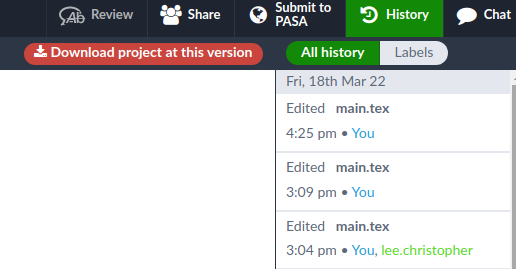 Review
Share
Submit to
PASA
History
Chat
Download project at this version
All history
Labels
Fri, 18th Mar 22
Edited main.tex
4:25 pm • You
Edited main.tex
3:09 pm • You
Edited main.tex
3:04 pm • You, lee.christopher